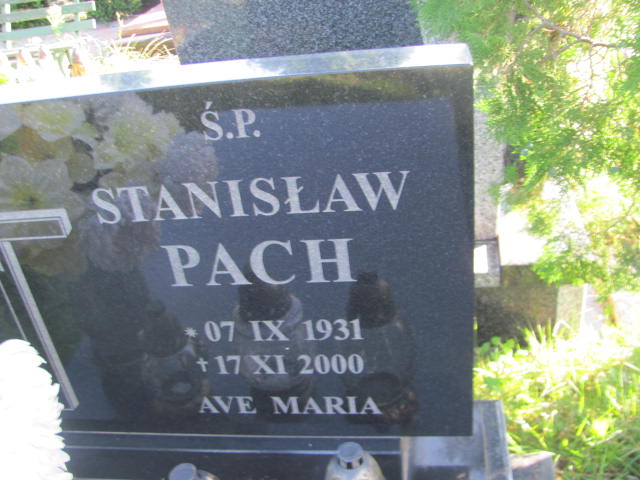 Ś.P.
STANISŁAW
PACH
* 07 IX 1931
† 17 XI 2000
AVE MARIA